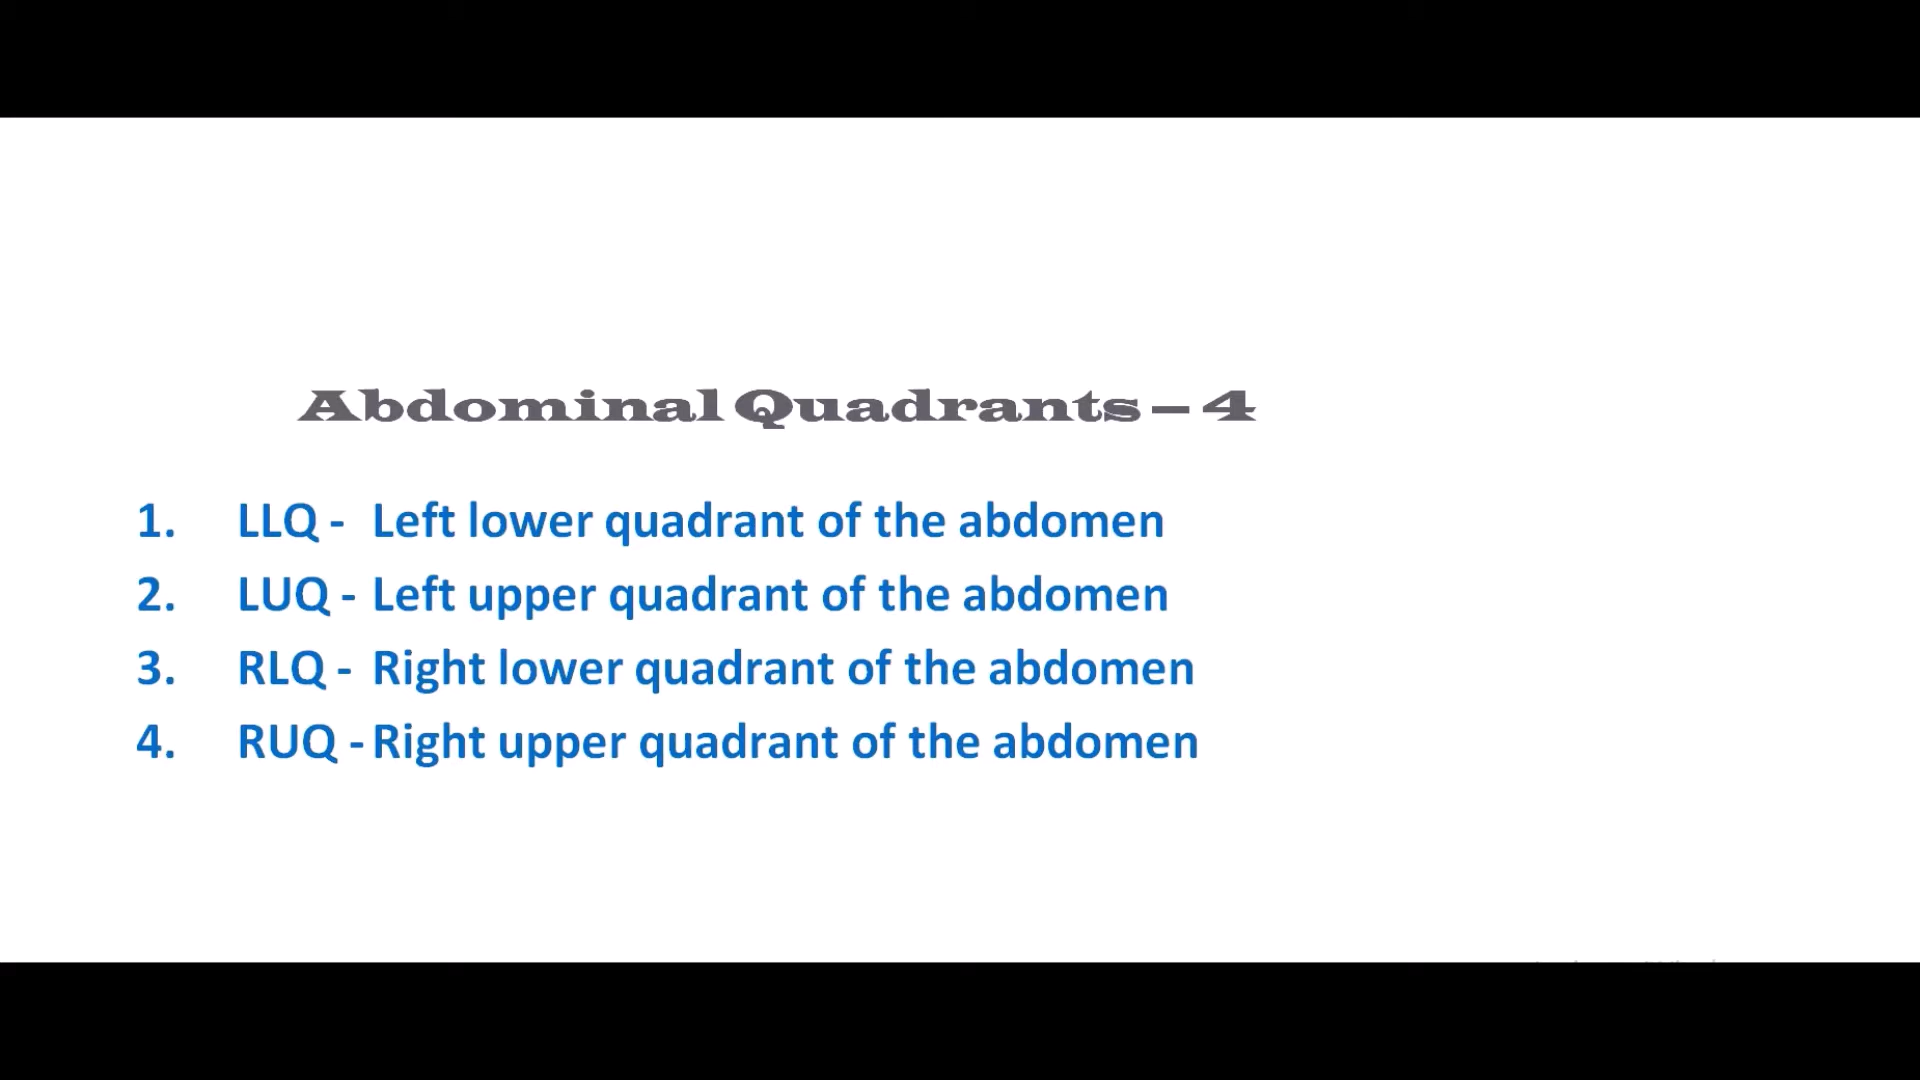 Abdominal Quadrants – 4
1. LLQ - Left lower quadrant of the abdomen
2. LUQ - Left upper quadrant of the abdomen
3. RLQ - Right lower quadrant of the abdomen
4. RUQ - Right upper quadrant of the abdomen